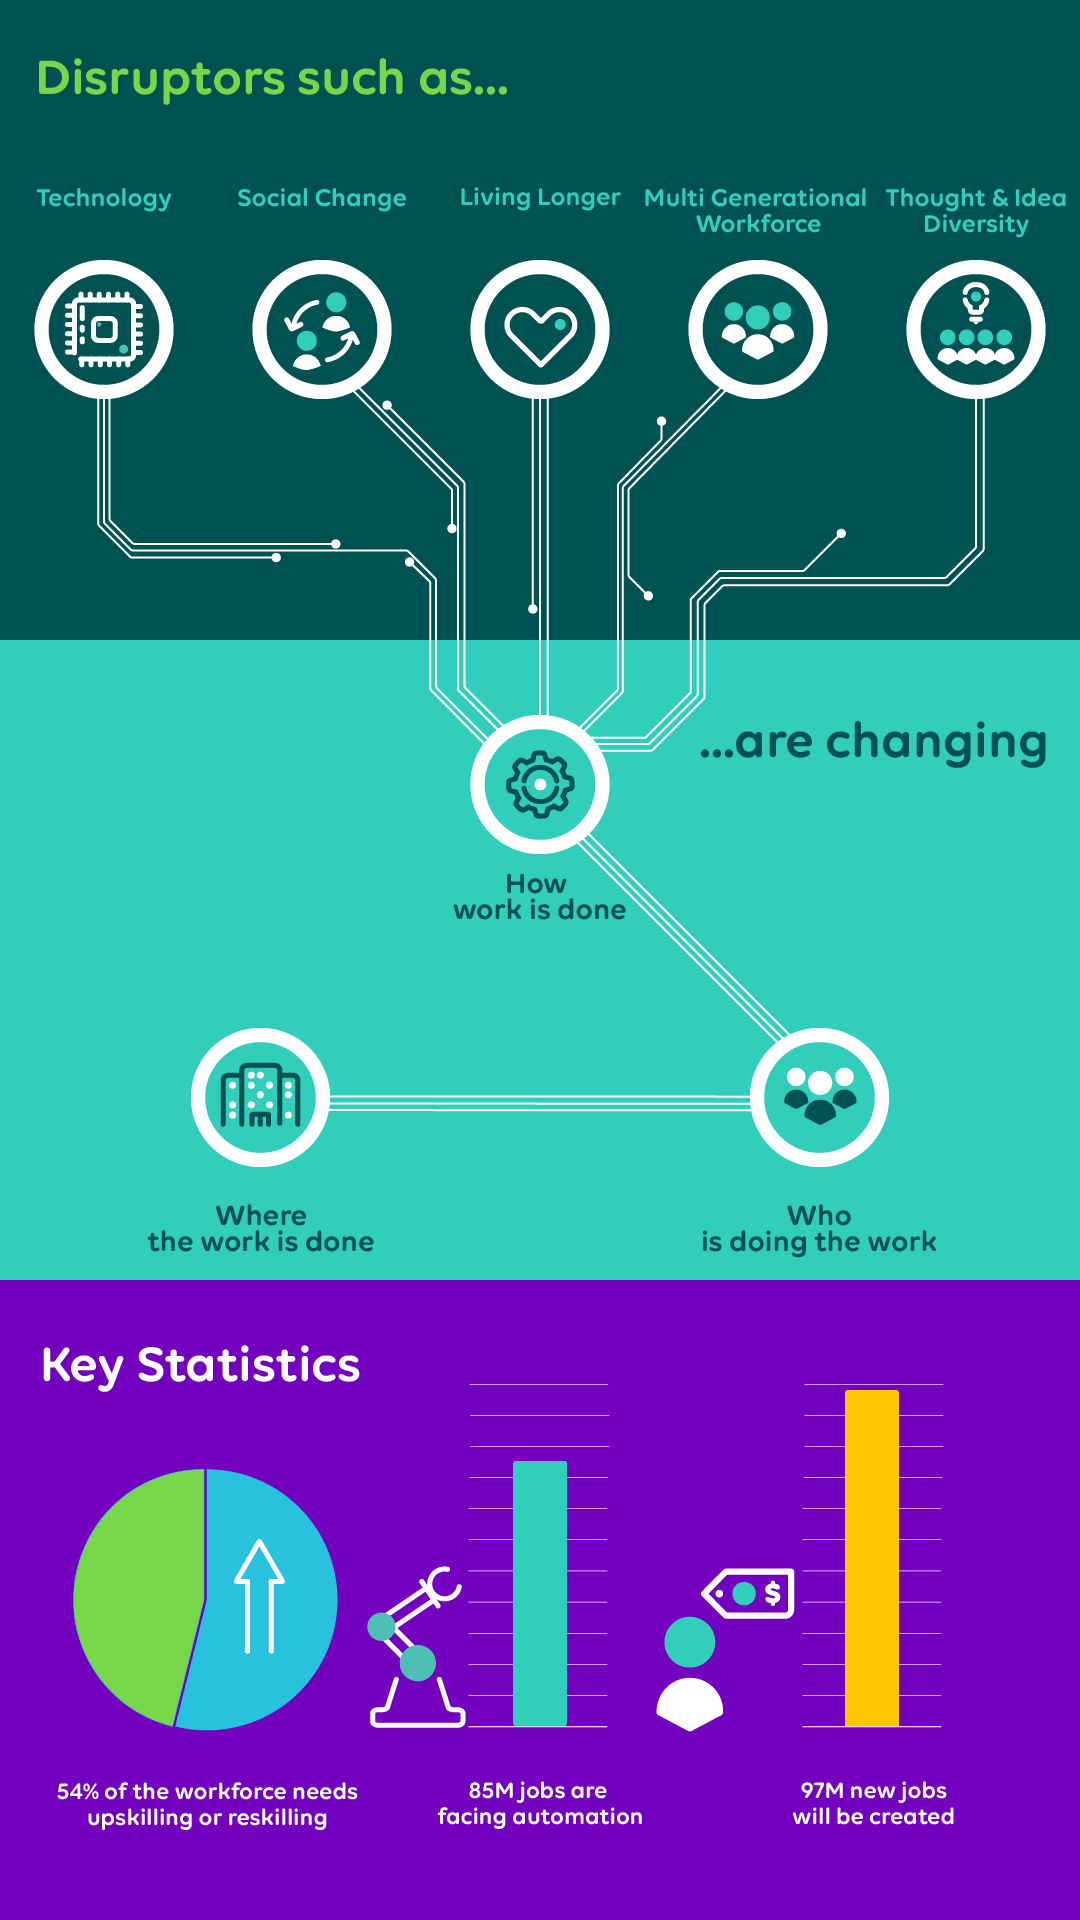 Disruptors such as...
Technology
Social Change
Living Longer
Multi Generational
Workforce
Thought & Idea
Diversity
...are changing
How
work is done
Where
the work is done
Who
is doing the work
Key Statistics
$
54% of the workforce needs
upskilling or reskilling
85M jobs are
facing automation
97M new jobs
will be created